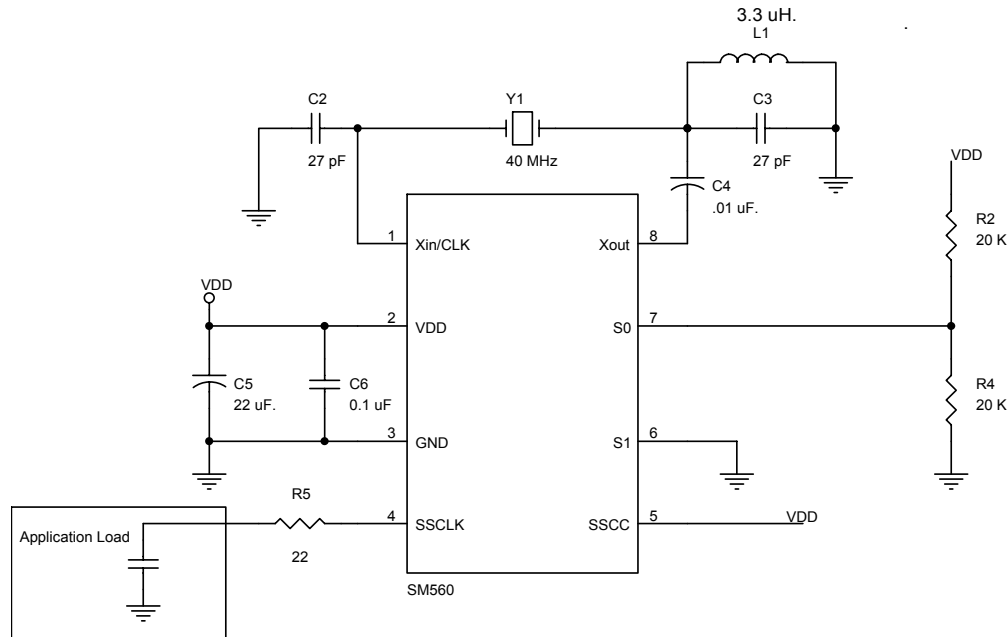 3.3 uH.
L1
C2
Y1
C3
27 pF
40 MHz
27 pF
VDD
C4
.01 uF.
R2
20 K
1
Xin/CLK
Xout
8
VDD
2
VDD
S0
7
C5
22 uF.
C6
0.1 uF
R4
20 K
3
GND
S1
6
R5
4
SSCLK
SSCC
5
VDD
Application Load
22
SM560